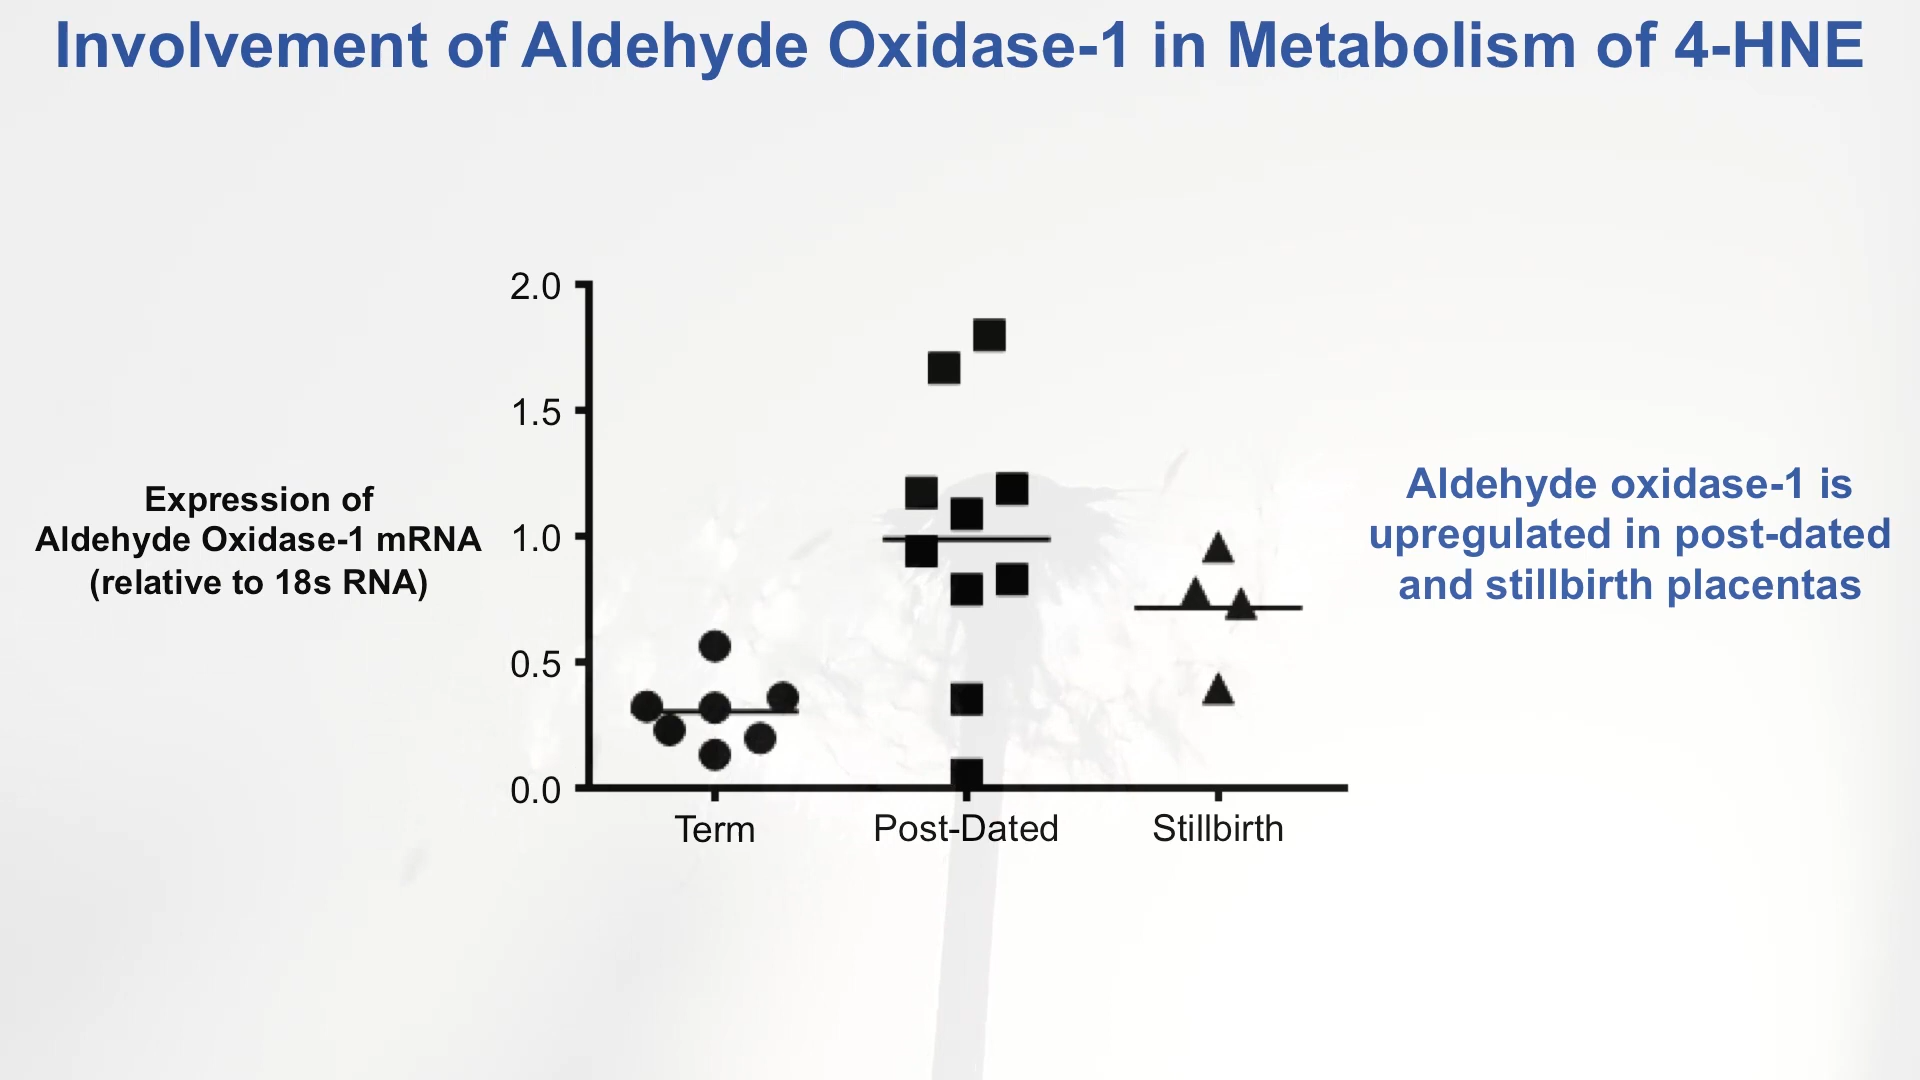 Involvement of Aldehyde Oxidase-1 in Metabolism of 4-HNE
2.0
1.5
1.0
0.5
0.0
Expression of
Aldehyde Oxidase-1 mRNA
(relative to 18s RNA)
Term
Post-Dated
Stillbirth
Aldehyde oxidase-1 is
upregulated in post-dated
and stillbirth placentas